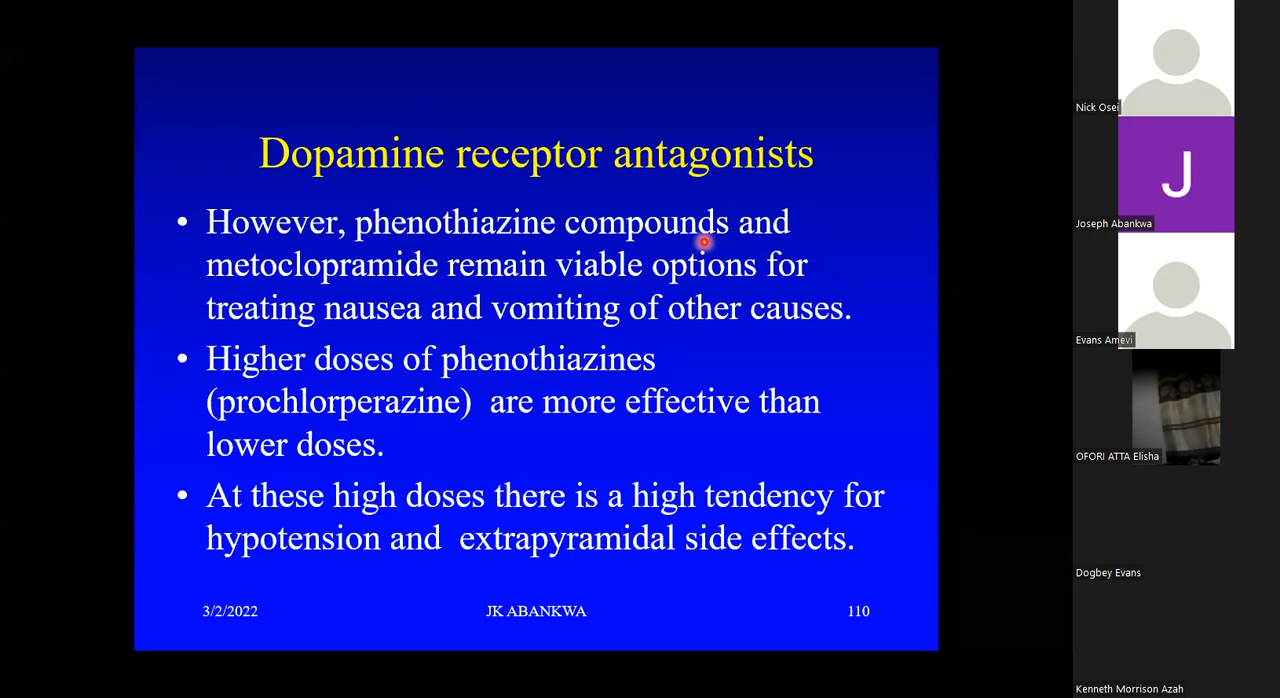 Dopamine receptor antagonists
• However, phenothiazine compounds and
metoclopramide remain viable options for
treating nausea and vomiting of other causes.
• Higher doses of phenothiazines
(prochlorperazine) are more effective than
lower doses.
• At these high doses there is a high tendency for
hypotension and extrapyramidal side effects.
3/2/2022
JK ABANKWA
110
Nick Osei
J
Joseph Abankwa
Evans Amevi
OFORI ATTA Elisha
Dogbey Evans
Kenneth Morrison Azah